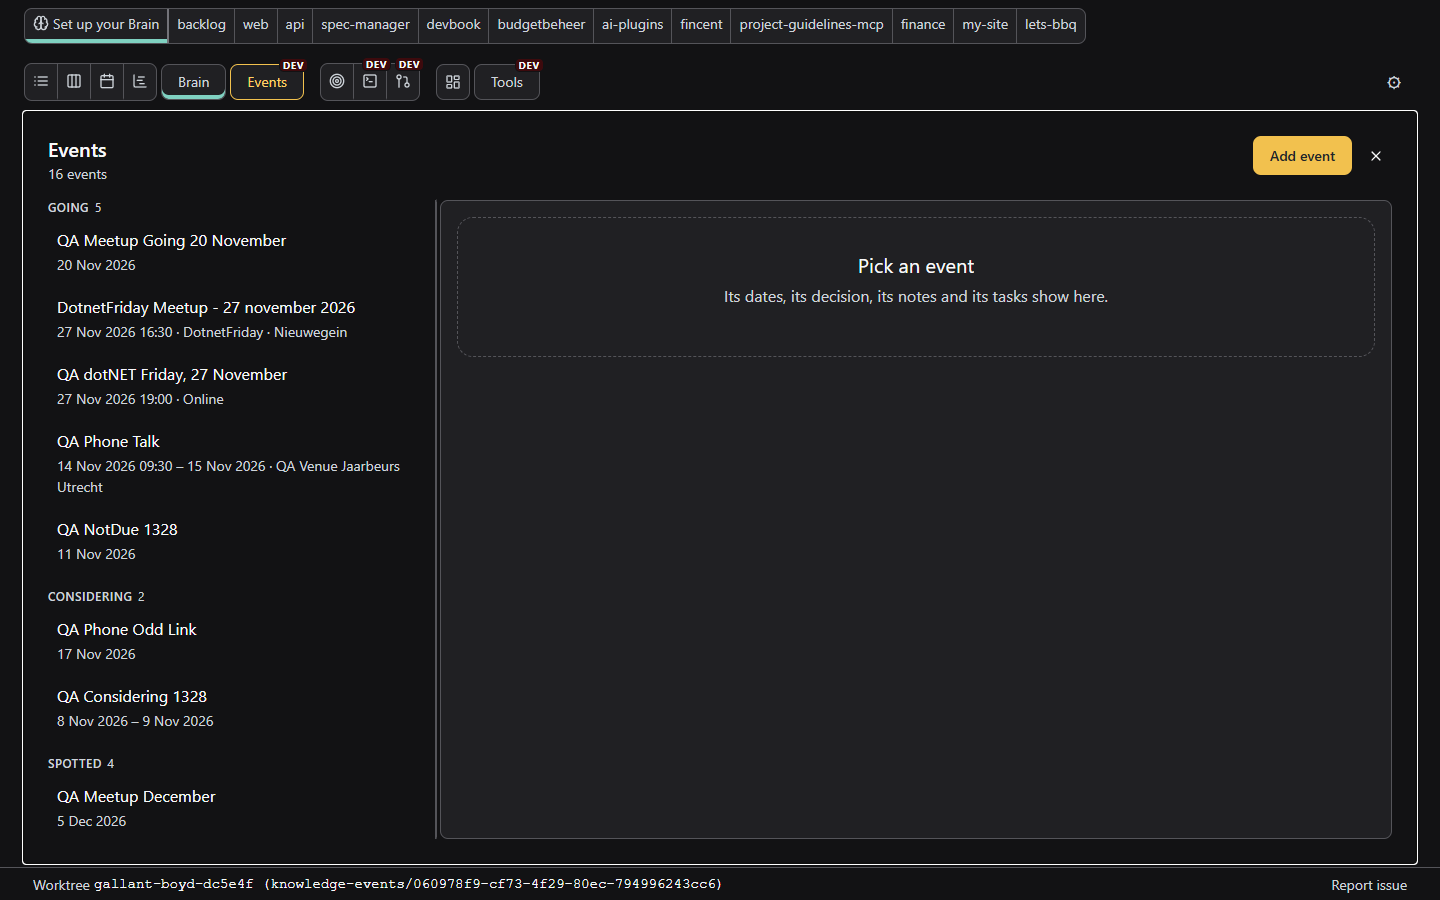 Set up your Brain backlog web api spec-manager devbook budgetbeheer ai-plugins fincent project-guidelines-mcp finance my-site lets-bbq
Brain Events DEV DEV DEV Tools DEV
Events
16 events
Add event
GOING 5
QA Meetup Going 20 November
20 Nov 2026
DotnetFriday Meetup - 27 november 2026
27 Nov 2026 16:30 · DotnetFriday · Nieuwegein
QA dotNET Friday, 27 November
27 Nov 2026 19:00 · Online
QA Phone Talk
14 Nov 2026 09:30 – 15 Nov 2026 · QA Venue Jaarbeurs
Utrecht
QA NotDue 1328
11 Nov 2026
CONSIDERING 2
QA Phone Odd Link
17 Nov 2026
QA Considering 1328
8 Nov 2026 – 9 Nov 2026
SPOTTED 4
QA Meetup December
5 Dec 2026
Pick an event
Its dates, its decision, its notes and its tasks show here.
Worktree gallant-boyd-dc5e4f (knowledge-events/060978f9-cf73-4f29-80ec-794996243cc6)
Report issue